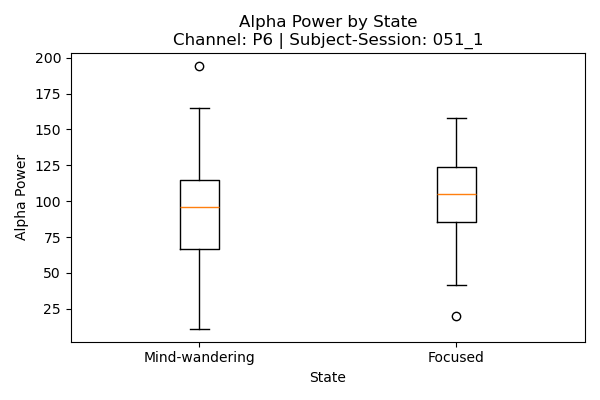 Alpha Power by State
Channel: P6 | Subject-Session: 051_1
Alpha Power
200
175
150
125
100
75
50
25
Mind-wandering
Focused
State